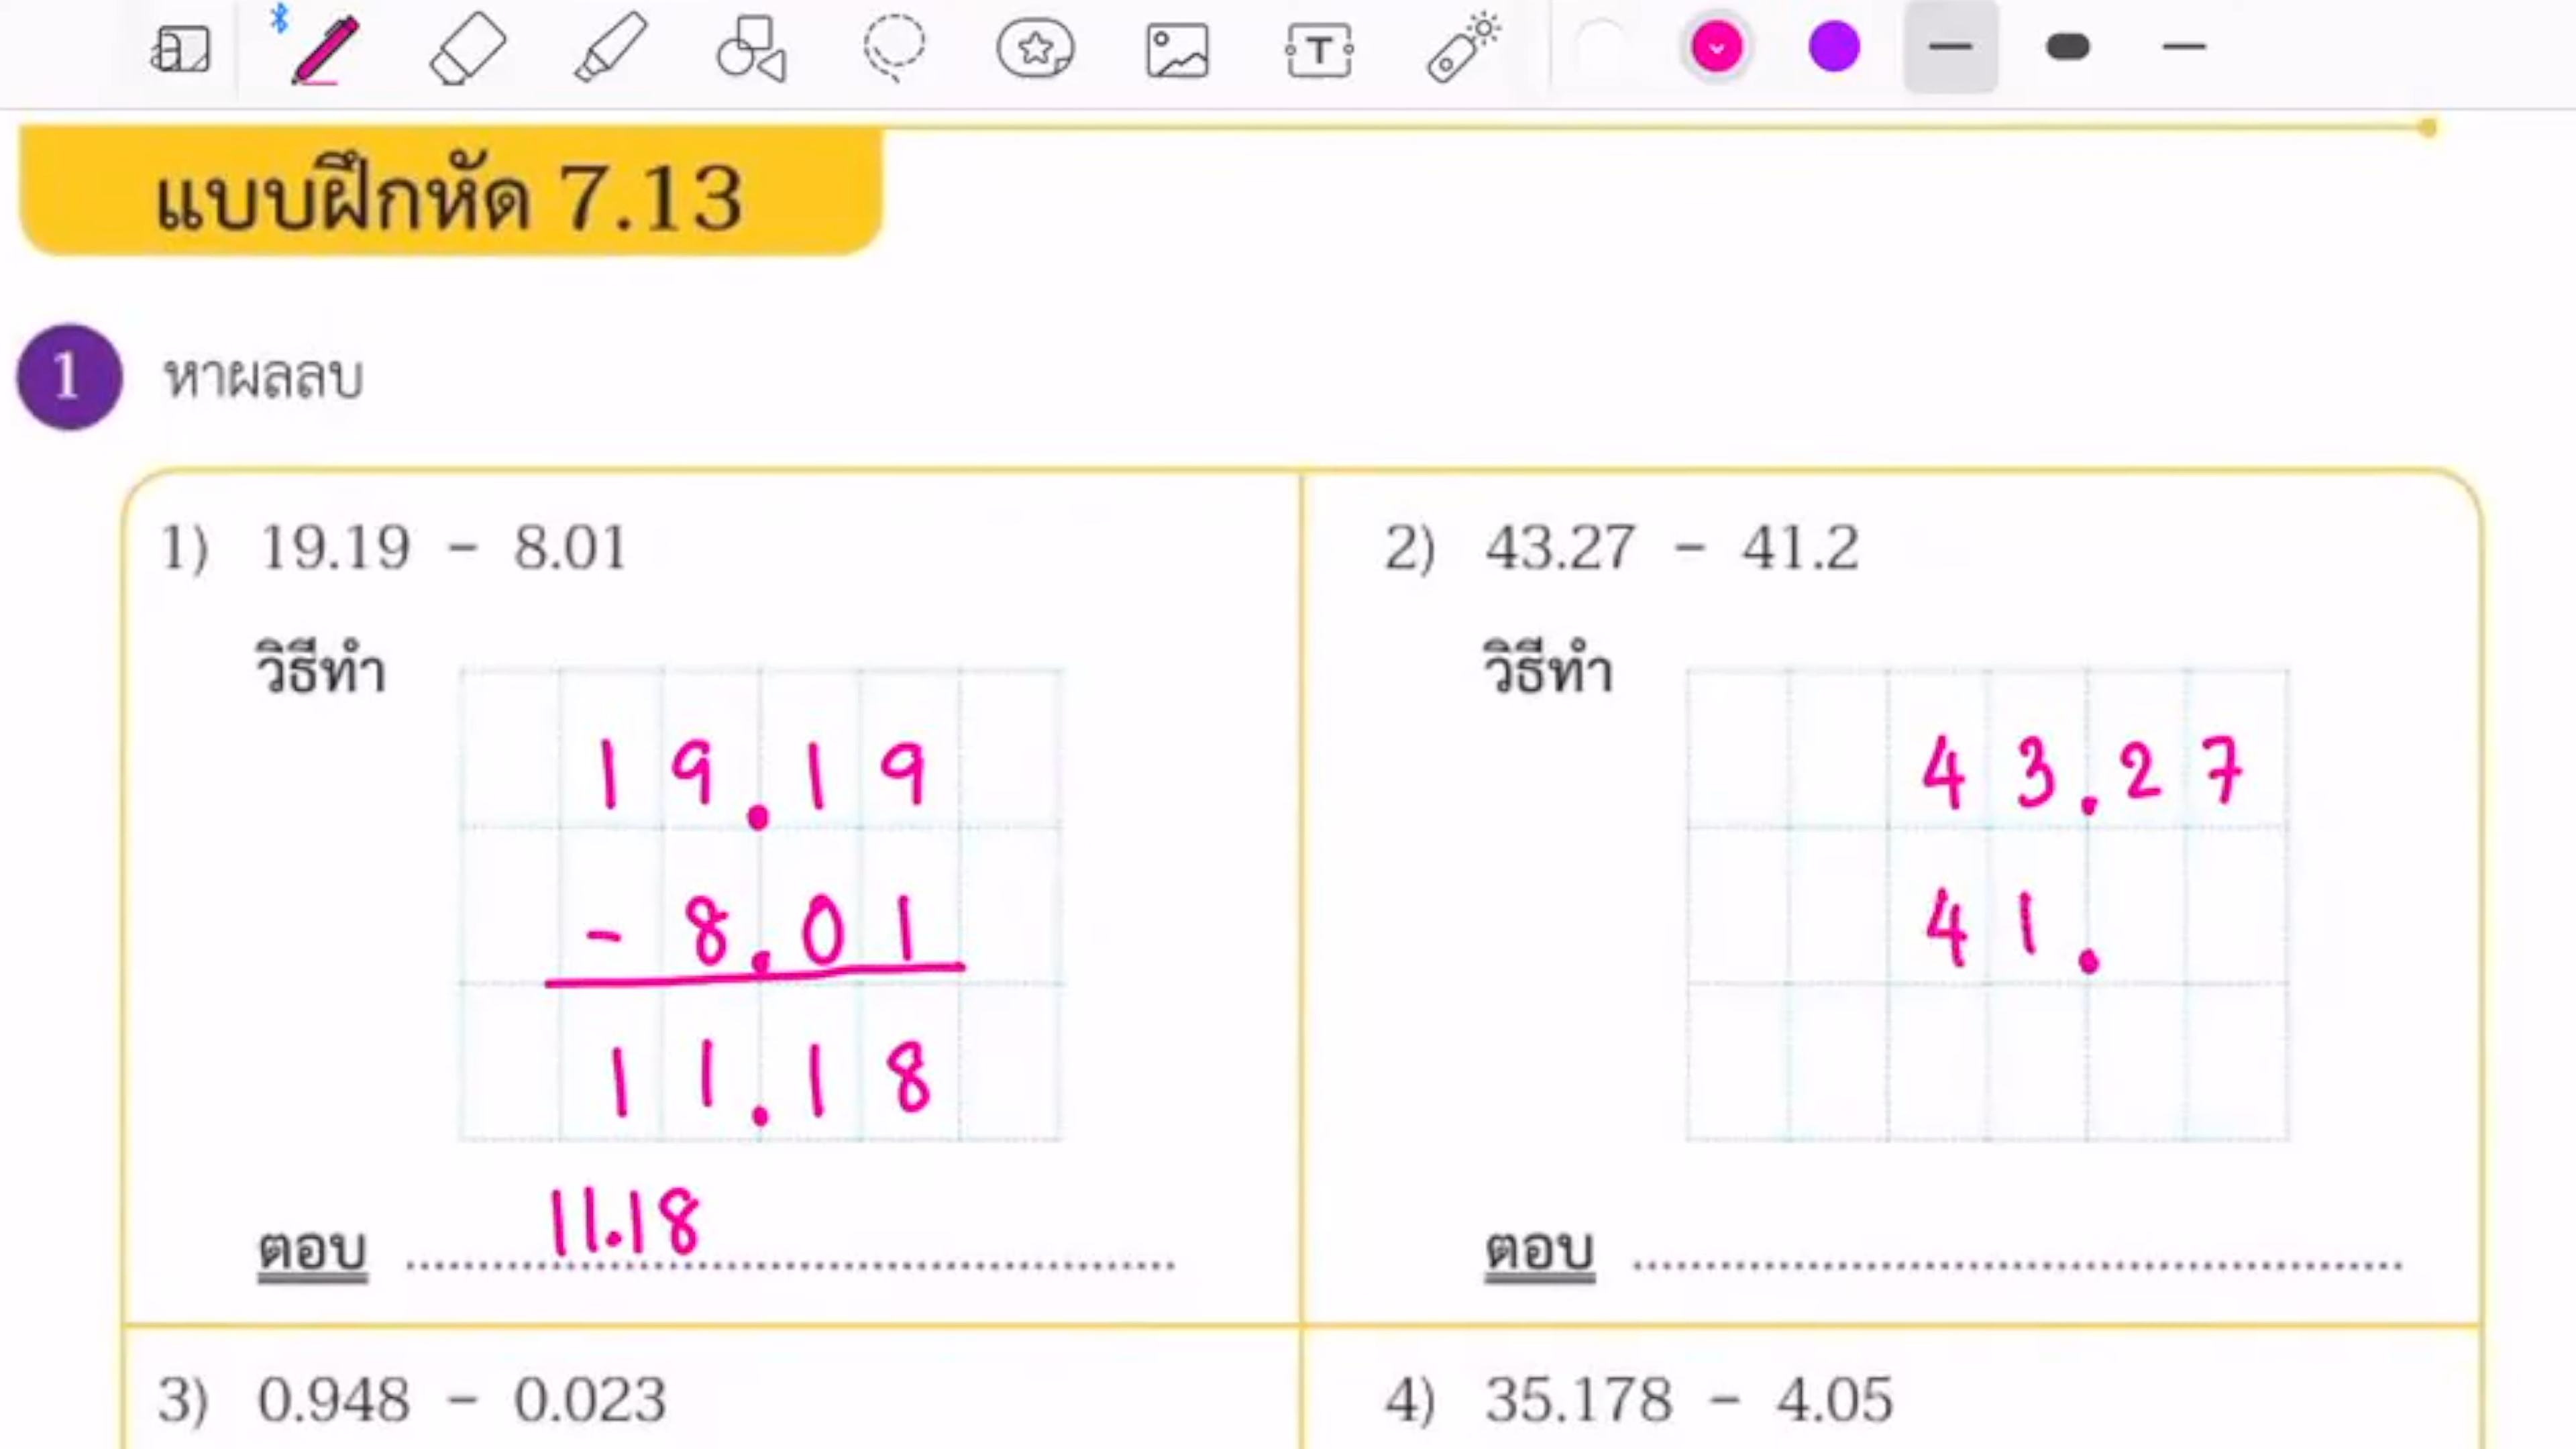 แบบฝึกหัด 7.13
1 หาผลลบ
1) 19.19 - 8.01
วิธีทำ
19.19
- 8.01
11.18
ตอบ 11.18
2) 43.27 - 41.2
วิธีทำ
43.27
41.
ตอบ
3) 0.948 - 0.023
4) 35.178 - 4.05